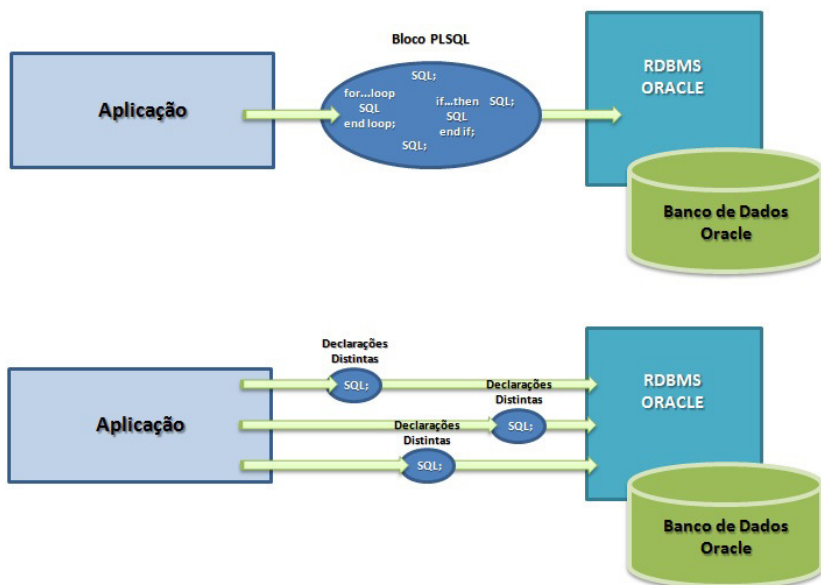 Bloco PLSQL
Aplicação
SQL;
for...loop
SQL
end loop;
if...then SQL;
SQL
end if;
SQL;
RDBMS
ORACLE
Banco de Dados
Oracle
Aplicação
Declarações
Distintas
SQL;
Declarações
Distintas
SQL;
Declarações
Distintas
SQL;
RDBMS
ORACLE
Banco de Dados
Oracle